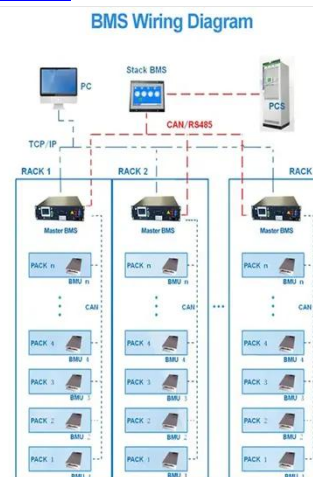 BMS Wiring Diagram
Stack BMS
PC
PCS
CAN/RS485
TCP/IP
RACK 1
RACK 2
RACK
Master BMS
Master BMS
Master BMS
PACK n
PACK n
PACK n
BMU n
BMU n
BMU n
CAN
CAN
CAN
PACK 4
PACK 4
PACK 4
BMU 4
BMU 4
BMU 4
PACK 3
PACK 3
PACK 3
BMU 3
BMU 3
BMU 3
PACK 2
PACK 2
PACK 2
BMU 2
BMU 2
BMU 2
PACK 1
PACK 1
PACK 1